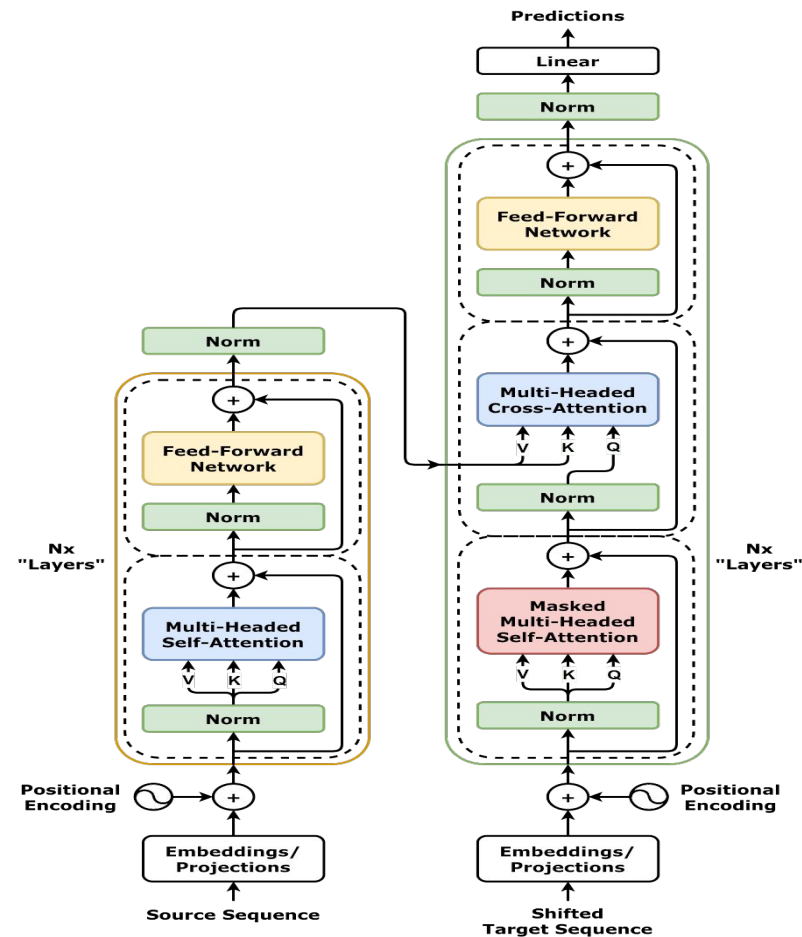 Predictions
Linear
Norm
Feed-Forward
Network
Norm
Multi-Headed
Cross-Attention
V K Q
Norm
Masked
Multi-Headed
Self-Attention
V K Q
Norm
Nx
"Layers"
Positional
Encoding
Embeddings/
Projections
Shifted
Target Sequence
Norm
Feed-Forward
Network
Norm
Nx
"Layers"
Multi-Headed
Self-Attention
V K Q
Norm
Positional
Encoding
Embeddings/
Projections
Source Sequence